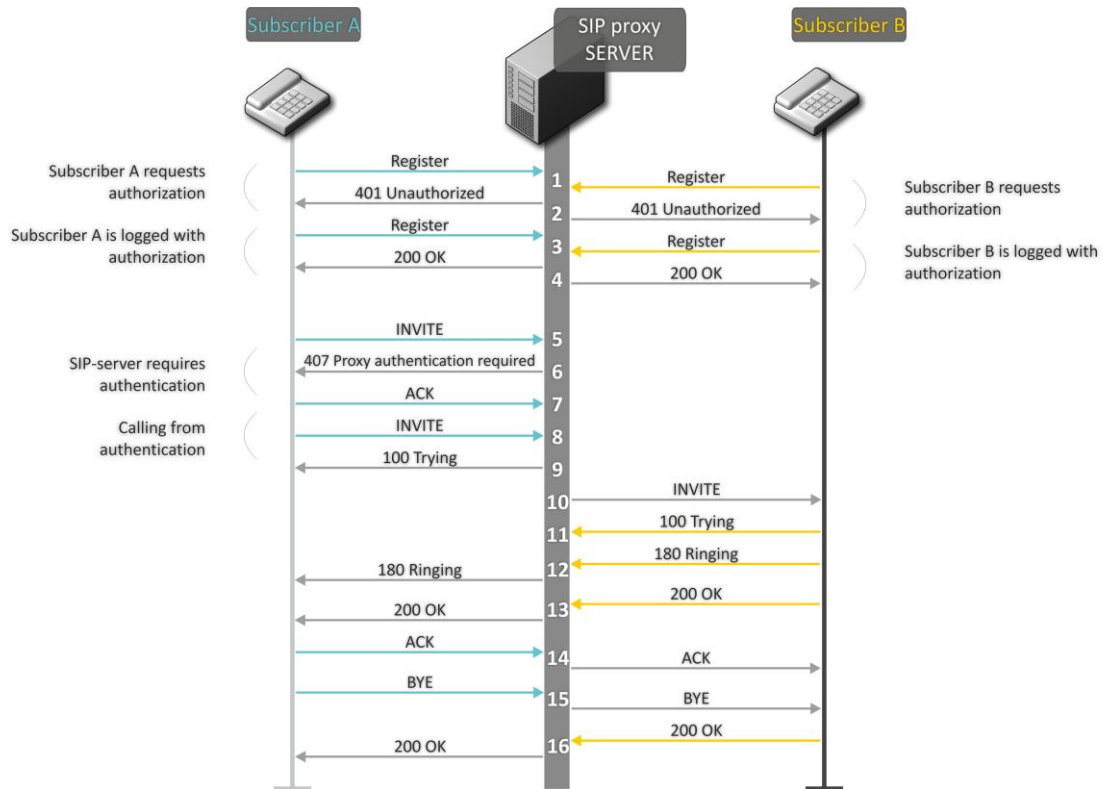 Subscriber A
SIP proxy
SERVER
Subscriber B
Register
Subscriber A requests
authorization
1
Register
Subscriber B requests
authorization
401 Unauthorized
2
401 Unauthorized
Register
Subscriber A is logged with
authorization
3
Register
Subscriber B is logged with
authorization
200 OK
4
200 OK
INVITE
5
SIP-server requires
authentication
407 Proxy authentication required
6
ACK
7
Calling from
authentication
INVITE
8
100 Trying
9
10
INVITE
11
100 Trying
12
180 Ringing
180 Ringing
13
200 OK
200 OK
ACK
14
ACK
BYE
15
BYE
16
200 OK
200 OK